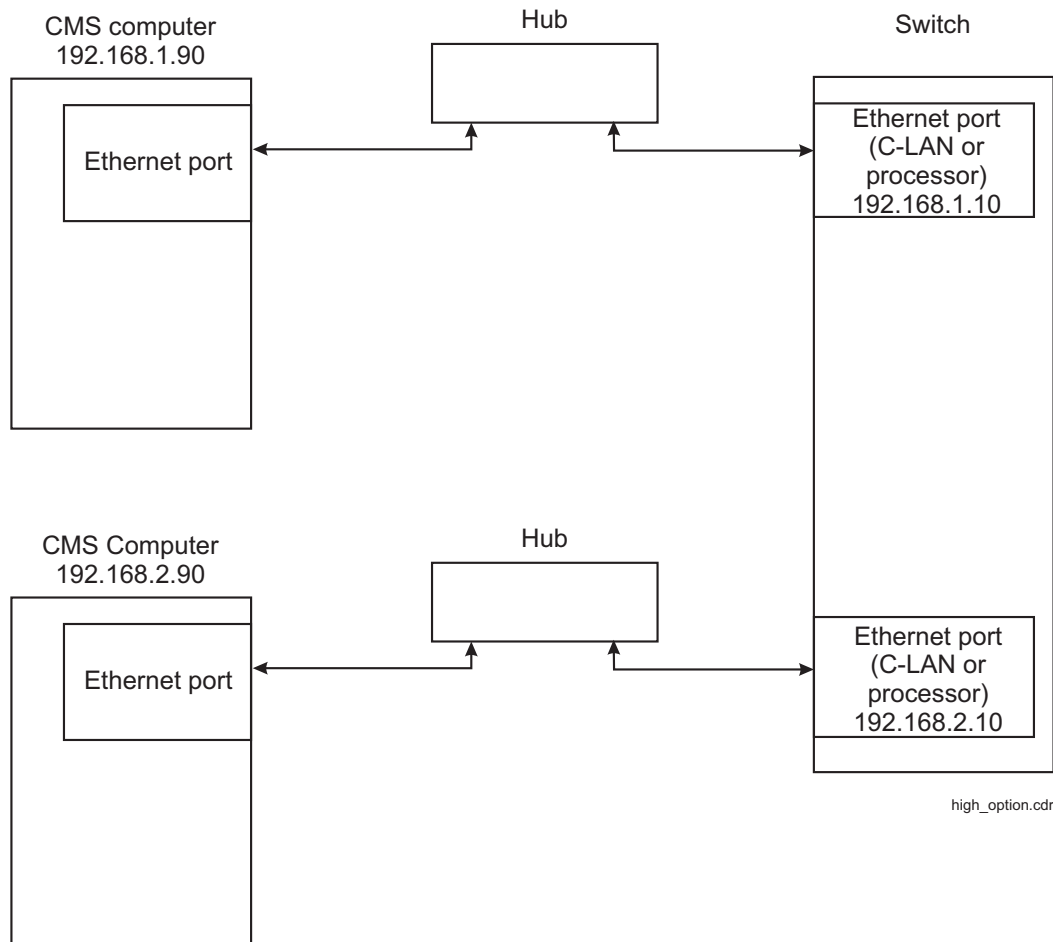 CMS computer
192.168.1.90
Hub
Switch
Ethernet port
Ethernet port
(C-LAN or
processor)
192.168.1.10
CMS Computer
192.168.2.90
Hub
Ethernet port
Ethernet port
(C-LAN or
processor)
192.168.2.10
high_option.cdr